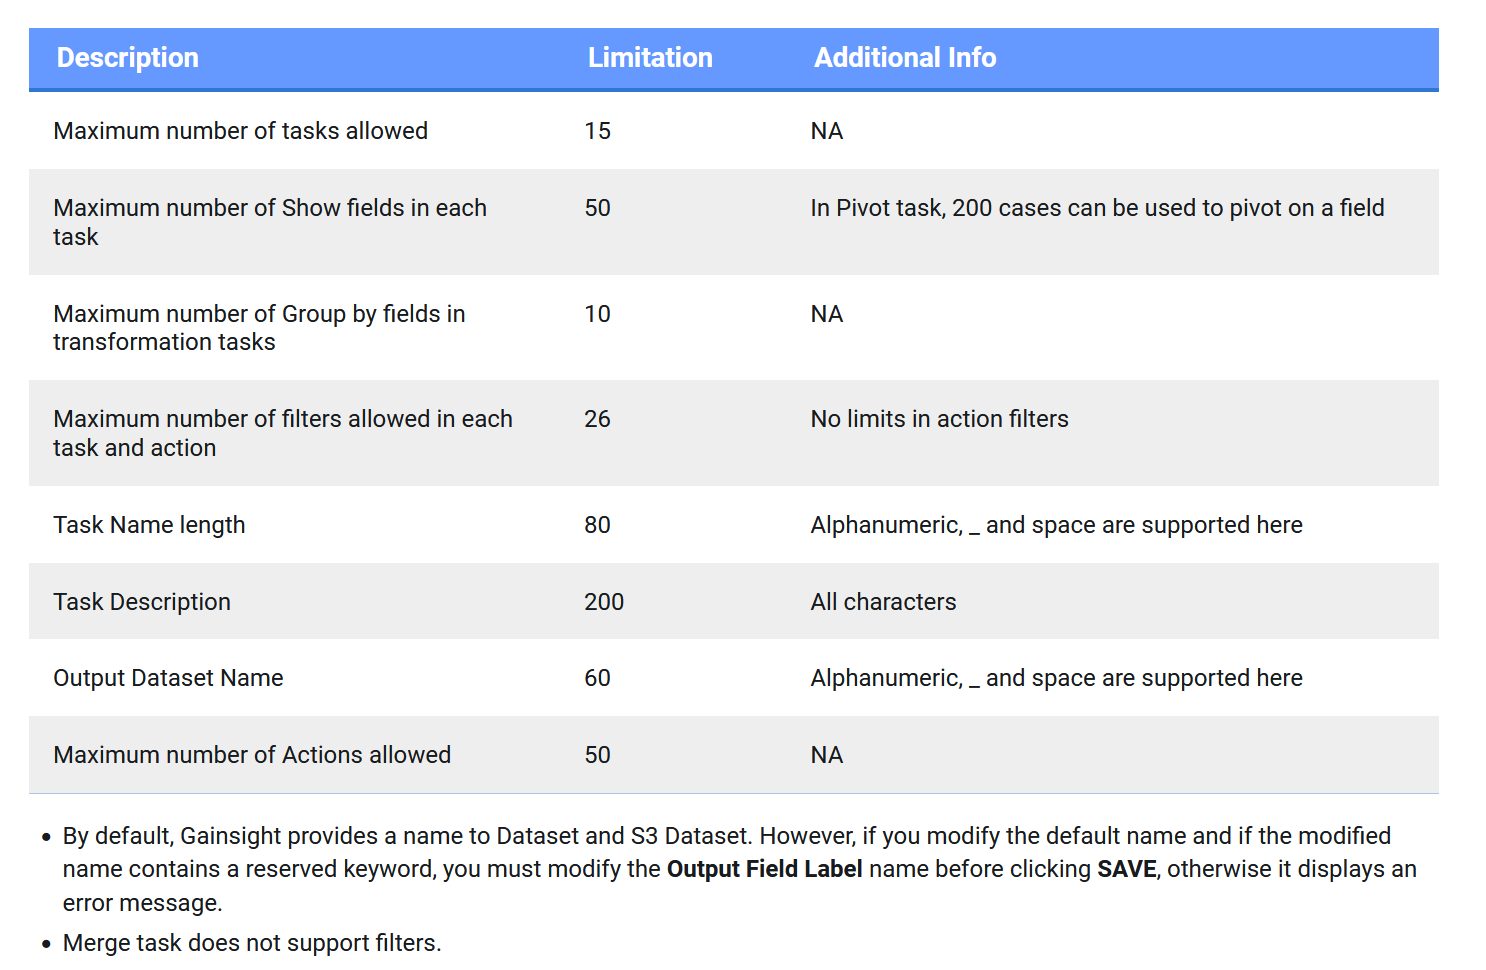 Description Limitation Additional Info
Maximum number of tasks allowed 15 NA
Maximum number of Show fields in each 50 In Pivot task, 200 cases can be used to pivot on a field
task
Maximum number of Group by fields in 10 NA
transformation tasks
Maximum number of filters allowed in each 26 No limits in action filters
task and action
Task Name length 80 Alphanumeric, _ and space are supported here
Task Description 200 All characters
Output Dataset Name 60 Alphanumeric, _ and space are supported here
Maximum number of Actions allowed 50 NA
• By default, Gainsight provides a name to Dataset and S3 Dataset. However, if you modify the default name and if the modified
name contains a reserved keyword, you must modify the Output Field Label name before clicking SAVE, otherwise it displays an
error message.
• Merge task does not support filters.